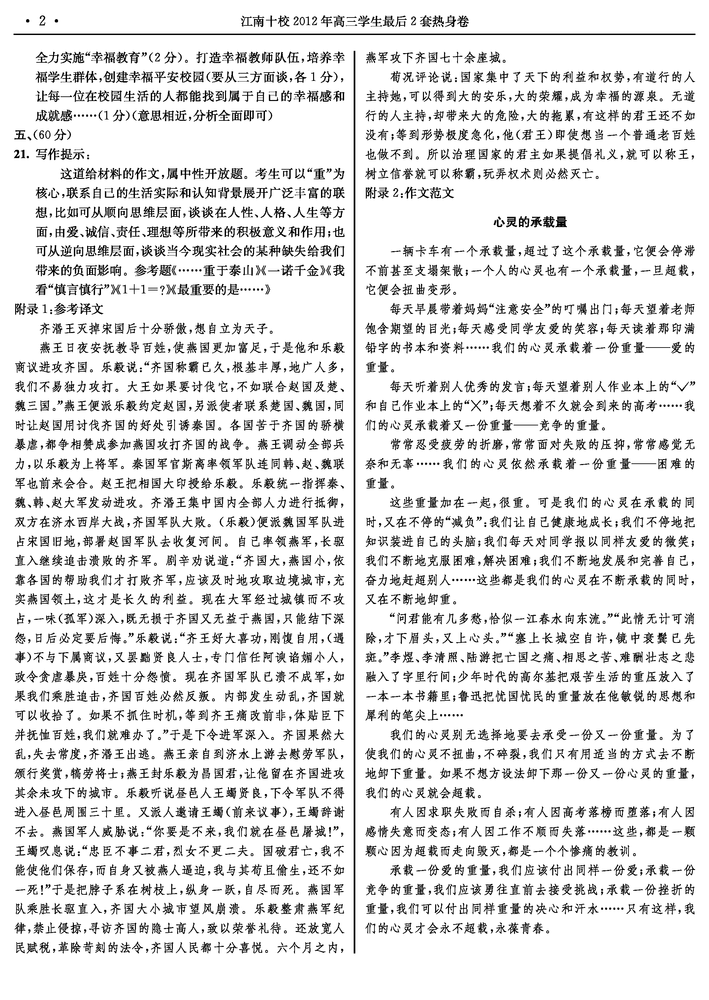 · 2 ·
江南十校 2012 年高三学生最后 2 套热身卷
全力实施“幸福教育”(2 分)。打造幸福教师队伍,培养幸
福学生群体,创建幸福平安校园(要从三方面谈,各 1 分),
让每一位在校园生活的人都能找到属于自己的幸福感和
成就感……(1 分)(意思相近,分析全面即可)
五、(60 分)
21. 写作提示:
这道给材料的作文,属中性开放题。考生可以“重”为
核心,联系自己的生活实际和认知背景展开广泛丰富的联
想,比如可从顺向思维层面,谈谈在人性、人格、人生等方
面,由爱、诚信、责任、理想等所带来的积极意义和作用;也
可从逆向思维层面,谈谈当今现实社会的某种缺失给我们
带来的负面影响。参考题《……重于泰山》《一诺千金》《我
看“慎言慎行”》《1+1=?》《最重要的是……》
附录 1:参考译文
齐湣王灭掉宋国后十分骄傲,想自立为天子。
燕王日夜安抚教导百姓,使燕国更加富足,于是他和乐毅
商议进攻齐国。乐毅说:“齐国称霸已久,根基丰厚,地广人多,
我们不易独力攻打。大王如果要讨伐它,不如联合赵国及楚、
魏三国。”燕王便派乐毅约定赵国,另派使者联系楚国、魏国,同
时让赵国用讨伐齐国的好处引诱秦国。各国苦于齐国的骄横
暴虐,都争相赞成参加燕国攻打齐国的战争。燕王调动全部兵
力,以乐毅为上将军。秦国军官斯离率领军队连同韩、赵、魏联
军也前来会合。赵王把相国大印授给乐毅。乐毅统一指挥秦、
魏、韩、赵大军发动进攻。齐湣王集中国内全部人力进行抵御,
双方在济水西岸大战,齐国军队大败。(乐毅)便派魏国军队进
占宋国旧地,部署赵国军队去收复河间。自己率领燕军,长驱
直入继续追击溃败的齐军。剧辛劝说道:“齐国大,燕国小,依
靠各国的帮助我们才打败齐军,应该及时地攻取边境城市,充
实燕国领土,这才是长久的利益。现在大军经过城镇而不攻
占,一味(孤军)深入,既无损于齐国又无益于燕国,只能结下深
怨,日后必定要后悔。”乐毅说:“齐王好大喜功,刚愎自用,(遇
事)不与下属商议,又罢黜贤良人士,专门信任阿谀谄媚小人,
政令贪虐暴戾,百姓十分怨愤。现在齐国军队已溃不成军,如
果我们乘胜追击,齐国百姓必然反叛。内部发生动乱,齐国就
可以收拾了。如果不抓住时机,等到齐王痛改前非,体贴臣下
并抚恤百姓,我们就难办了。”于是下令进军深入。齐国果然大
乱,失去常度,齐湣王出逃。燕王亲自到济水上游去慰劳军队,
颁行奖赏,犒劳将士;燕王封乐毅为昌国君,让他留在齐国进攻
其余未攻下的城市。乐毅听说昼邑人王蠋贤良,下令军队不得
进入昼邑周围三十里。又派人邀请王蠋(前来议事),王蠋辞谢
不去。燕国军人威胁说:“你要是不来,我们就在昼邑屠城!”,
王蠋叹息说:“忠臣不事二君,烈女不更二夫。国破君亡,我不
能使他们保存,而自身又被燕人逼迫,我与其苟且偷生,还不如
一死!”于是把脖子系在树枝上,纵身一跃,自尽而死。燕国军
队乘胜长驱直入,齐国大小城市望风崩溃。乐毅整肃燕军纪
律,禁止侵掠,寻访齐国的隐士高人,致以荣誉礼待。还放宽人
民赋税,革除苛刻的法令,齐国人民都十分喜悦。六个月之内,
燕军攻下齐国七十余座城。
荀况评论说:国家集中了天下的利益和权势,有道行的人
主持她,可以得到大的安乐,大的荣耀,成为幸福的源泉。无道
行的人主持,却带来大的危险,大的拖累,有这样的君王还不如
没有;等到形势极度急化,他(君王)即使想当一个普通老百姓
也做不到。所以治理国家的君主如果提倡礼义,就可以称王,
树立信誉就可以称霸,玩弄权术则必然灭亡。
附录 2:作文范文
心灵的承载量
一辆卡车有一个承载量,超过了这个承载量,它便会停滞
不前甚至支塌架散;一个人的心灵也有一个承载量,一旦超载,
它便会扭曲变形。
每天早晨带着妈妈“注意安全”的叮嘱出门;每天望着老师
饱含期望的目光;每天感受同学友爱的笑容;每天读着那印满
铅字的书本和资料……我们的心灵承载着一份重量——爱的
重量。
每天听着别人优秀的发言;每天望着别人作业本上的“✓”
和自己作业本上的“╳”;每天想着不久就会到来的高考……我
们的心灵承载着又一份重量——竞争的重量。
常常忍受疲劳的折磨,常常面对失败的压抑,常常感觉无
奈和无辜……我们的心灵依然承载着一份重量——困难的
重量。
这些重量加在一起,很重。可是我们的心灵在承载的同
时,又在不停的“减负”:我们让自己健康地成长;我们不停地把
知识装进自己的头脑;我们每天对同学报以同样友爱的微笑;
我们不断地克服困难,解决困难;我们不断地发展和完善自己,
奋力地赶超别人……这些都是我们的心灵在不断承载的同时,
又在不断地卸重。
“问君能有几多愁,恰似一江春水向东流。”“此情无计可消
除,才下眉头,又上心头。”“塞上长城空自许,镜中衰鬓已先
斑。”李煜、李清照、陆游把亡国之痛、相思之苦、难酬壮志之悲
融入了字里行间;少年时代的高尔基把艰苦生活的重压放入了
一本一本书籍里;鲁迅把忧国忧民的重量放在他敏锐的思想和
犀利的笔尖上……
我们的心灵别无选择地要去承受一份又一份重量。为了
使我们的心灵不扭曲,不碎裂,我们只有用适当的方式去不断
地卸下重量。如果不想方设法卸下那一份又一份心灵的重量,
我们的心灵就会超载。
有人因求职失败而自杀;有人因高考落榜而堕落;有人因
感情失意而变态;有人因工作不顺而失落……这些,都是一颗
颗心因为超载而走向毁灭,都是一个个惨痛的教训。
承载一份爱的重量,我们应该付出同样一份爱;承载一份
竞争的重量,我们应该勇往直前去接受挑战;承载一份挫折的
重量,我们可以付出同样重量的决心和汗水……只有这样,我
们的心灵才会永不超载,永葆青春。